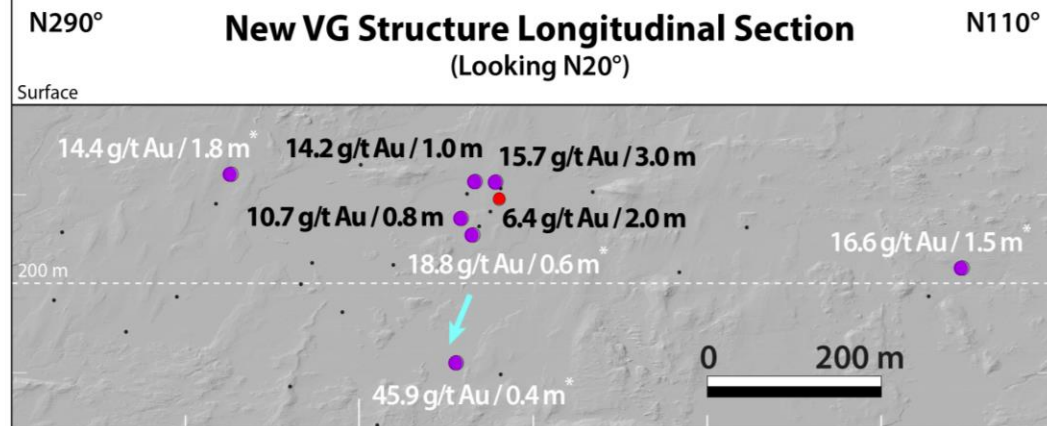 N290°
New VG Structure Longitudinal Section
N110°
(Looking N20°)
Surface
14.4 g/t Au / 1.8 m*
14.2 g/t Au / 1.0 m
15.7 g/t Au / 3.0 m
10.7 g/t Au / 0.8 m
6.4 g/t Au / 2.0 m
18.8 g/t Au / 0.6 m*
16.6 g/t Au / 1.5 m*
200 m
45.9 g/t Au / 0.4 m*
0 200 m